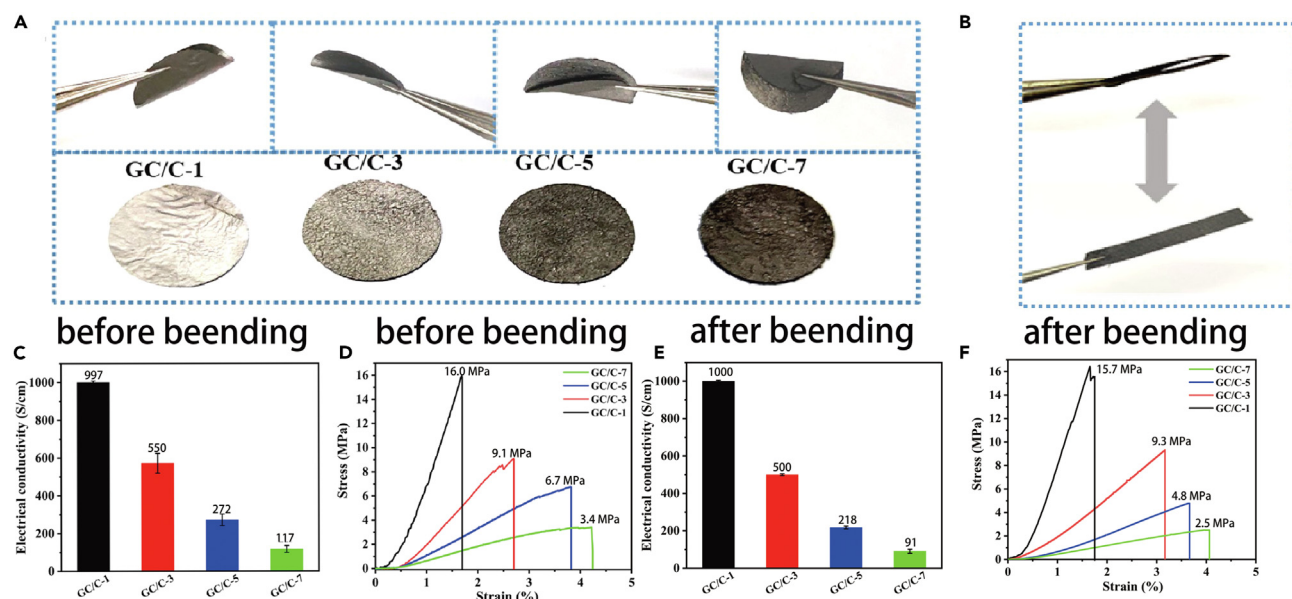 A
B
GC/C-1
GC/C-3
GC/C-5
GC/C-7
before beending
before beending
after beending
after beending
C
Electrical conductivity (S/cm)
1000
800
600
400
200
0
997
550
272
117
GC/C-1
GC/C-3
GC/C-5
GC/C-7
D
Stress (MPa)
16
14
12
10
8
6
4
2
0
16.0 MPa
9.1 MPa
6.7 MPa
3.4 MPa
GC/C-7
GC/C-5
GC/C-3
GC/C-1
0 1 2 3 4 5
Strain (%)
E
Electrical conductivity (S/cm)
1000
800
600
400
200
0
1000
500
218
91
GC/C-1
GC/C-3
GC/C-5
GC/C-7
F
Stress (MPa)
16
14
12
10
8
6
4
2
0
15.7 MPa
9.3 MPa
4.8 MPa
2.5 MPa
GC/C-7
GC/C-5
GC/C-3
GC/C-1
0 1 2 3 4 5
Strain (%)